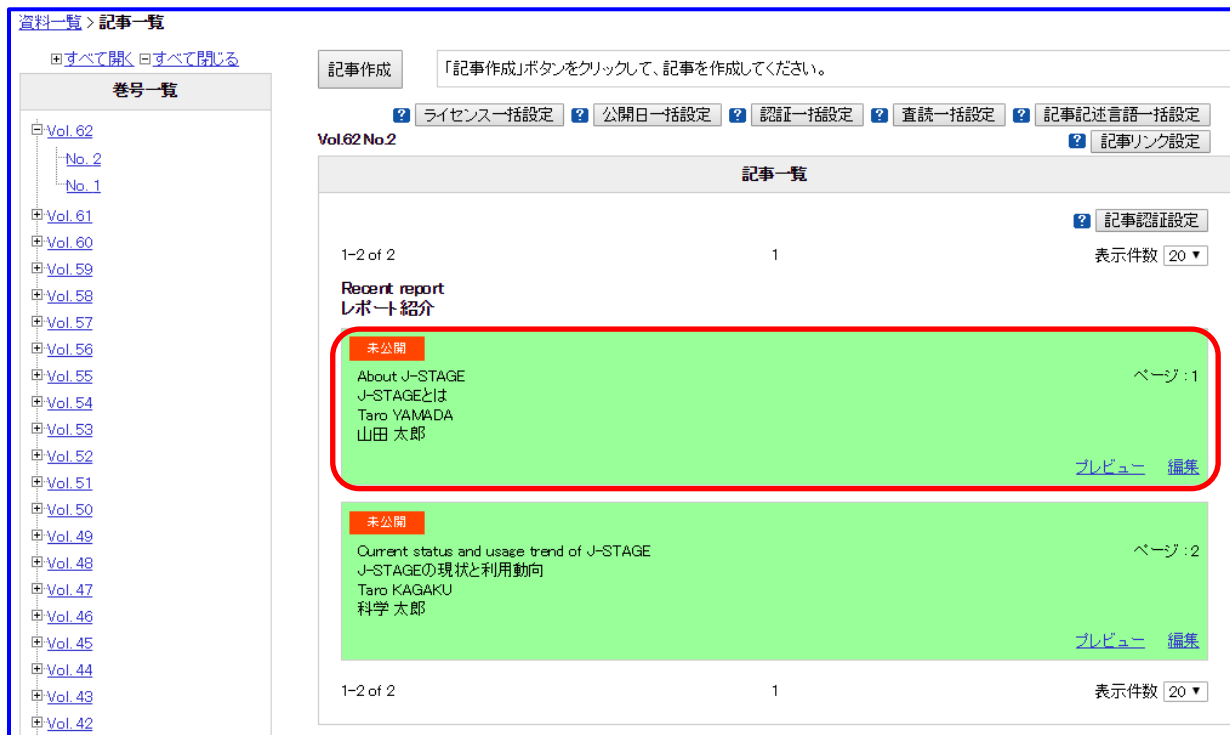 資料一覧 > 記事一覧
すべて開く すべて閉じる
巻号一覧
Vol. 62
No. 2
No. 1
Vol. 61
Vol. 60
Vol. 59
Vol. 58
Vol. 57
Vol. 56
Vol. 55
Vol. 54
Vol. 53
Vol. 52
Vol. 51
Vol. 50
Vol. 49
Vol. 48
Vol. 47
Vol. 46
Vol. 45
Vol. 44
Vol. 43
Vol. 42
記事作成 「記事作成」ボタンをクリックして、記事を作成してください。
? ライセンス一括設定 ? 公開日一括設定 ? 認証一括設定 ? 査読一括設定 ? 記事記述言語一括設定
Vol.62 No.2 ? 記事リンク設定
記事一覧
? 記事認証設定
1-2 of 2 1 表示件数 20 ▼
Recent report
レポート紹介
未公開
About J-STAGE ページ : 1
J-STAGEとは
Taro YAMADA
山田 太郎
プレビュー 編集
未公開
Current status and usage trend of J-STAGE ページ : 2
J-STAGEの現状と利用動向
Taro KAGAKU
科学 太郎
プレビュー 編集
1-2 of 2 1 表示件数 20 ▼